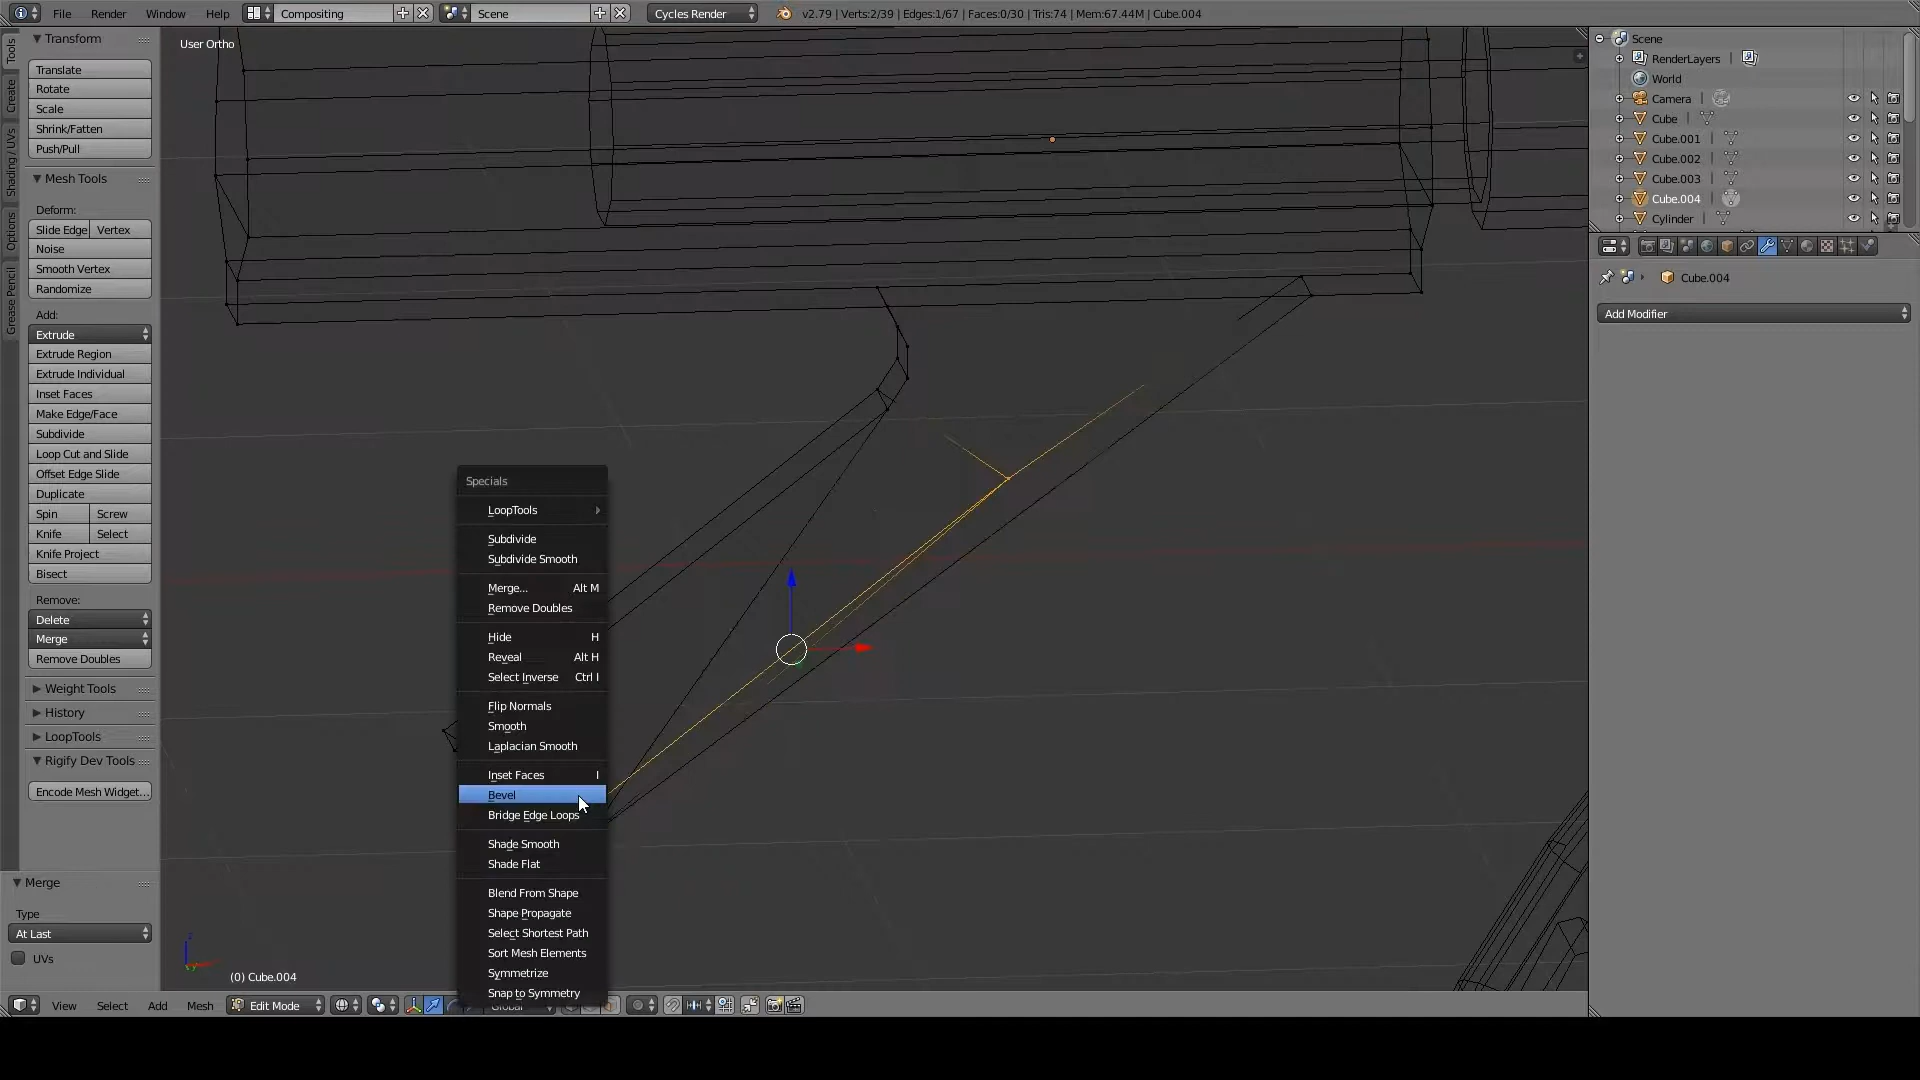 File Render Window Help Compositing Scene Cycles Render v2.79 | Verts:2/39 | Edges:1/67 | Faces:0/30 | Tris:74 | Mem:67.44M | Cube.004
Tools
Create
Shading / UVs
Options
Grease Pencil
Transform
Translate
Rotate
Scale
Shrink/Fatten
Push/Pull
Mesh Tools
Deform:
Slide Edge Vertex
Noise
Smooth Vertex
Randomize
Add:
Extrude
Extrude Region
Extrude Individual
Inset Faces
Make Edge/Face
Subdivide
Loop Cut and Slide
Offset Edge Slide
Duplicate
Spin Screw
Knife Select
Knife Project
Bisect
Remove:
Delete
Merge
Remove Doubles
Weight Tools
History
LoopTools
Rigify Dev Tools
Encode Mesh Widget...
Merge
Type
At Last
UVs
User Ortho
Specials
LoopTools
Subdivide
Subdivide Smooth
Merge... Alt M
Remove Doubles
Hide H
Reveal Alt H
Select Inverse Ctrl I
Flip Normals
Smooth
Laplacian Smooth
Inset Faces I
Bevel
Bridge Edge Loops
Shade Smooth
Shade Flat
Blend From Shape
Shape Propagate
Select Shortest Path
Sort Mesh Elements
Symmetrize
Snap to Symmetry
(0) Cube.004
View Select Add Mesh Edit Mode Global
Scene
RenderLayers
World
Camera
Cube
Cube.001
Cube.002
Cube.003
Cube.004
Cylinder
Cube.004
Add Modifier